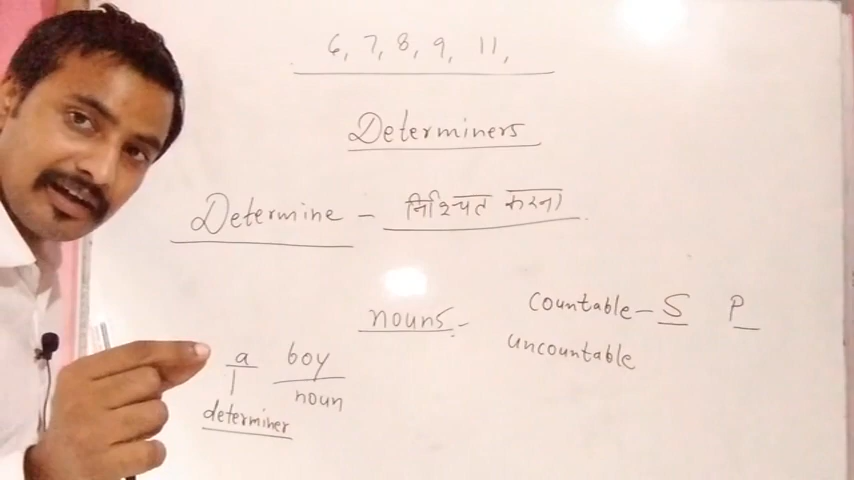 6, 7, 8, 9, 11,
Determiners
Determine - निश्चित करना
nouns:-
Countable - S P
uncountable
a boy
noun
determiner